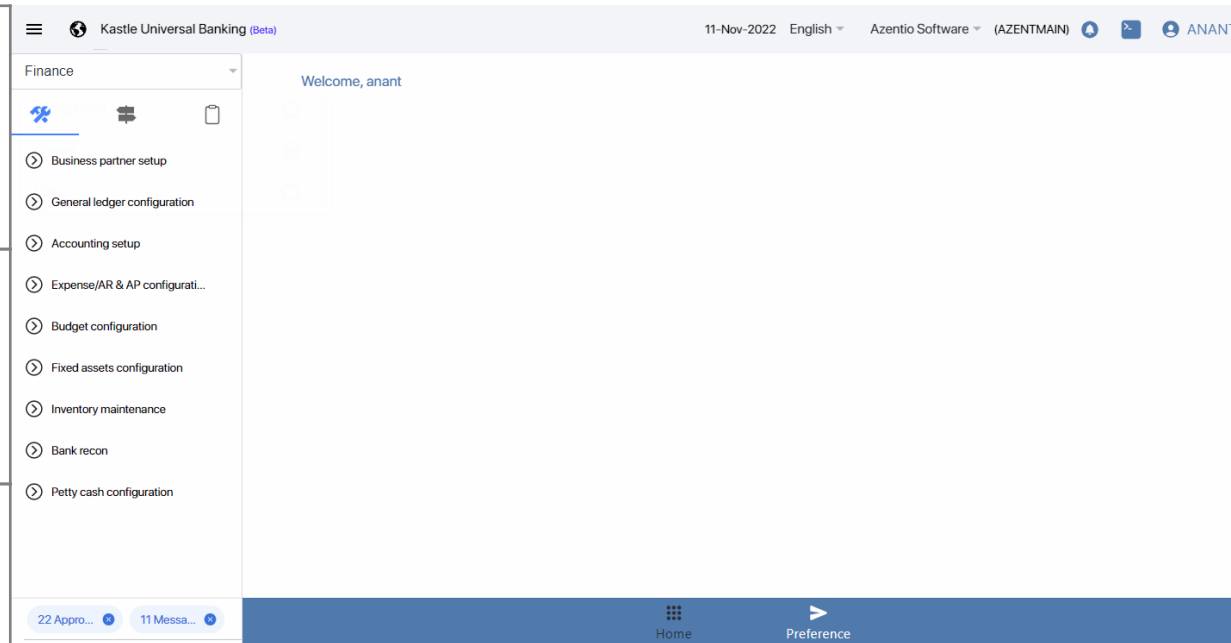 Kastle Universal Banking (Beta) 11-Nov-2022 English Azentio Software (AZENTMAIN) ANANT
Finance
Welcome, anant
Business partner setup
General ledger configuration
Accounting setup
Expense/AR & AP configurati...
Budget configuration
Fixed assets configuration
Inventory maintenance
Bank recon
Petty cash configuration
22 Appro... 11 Messa...
Home Preference